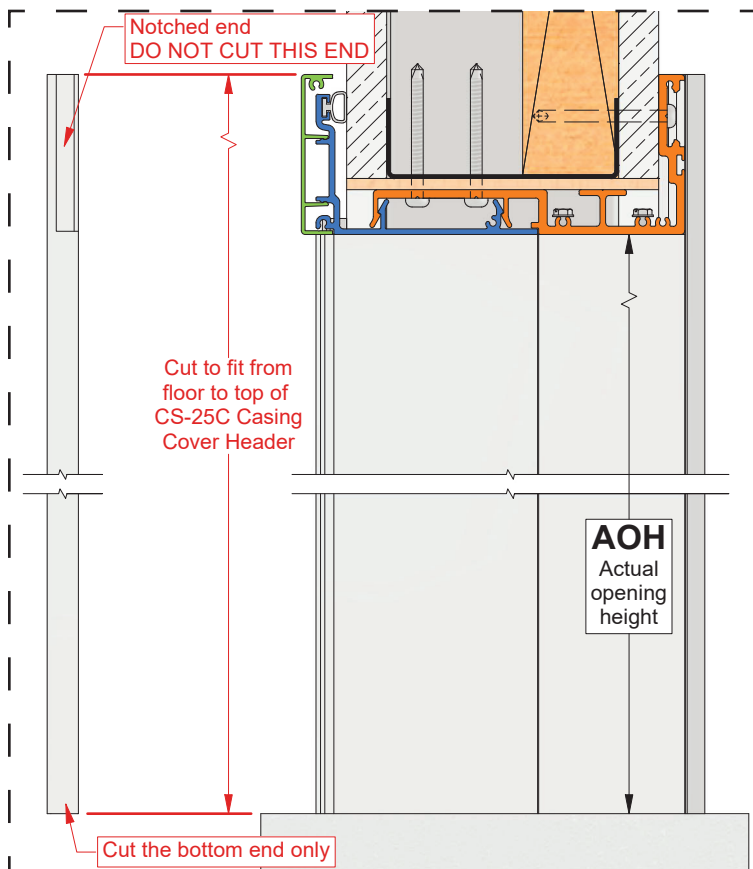 Notched end
DO NOT CUT THIS END
Cut to fit from
floor to top of
CS-25C Casing
Cover Header
AOH
Actual
opening
height
Cut the bottom end only